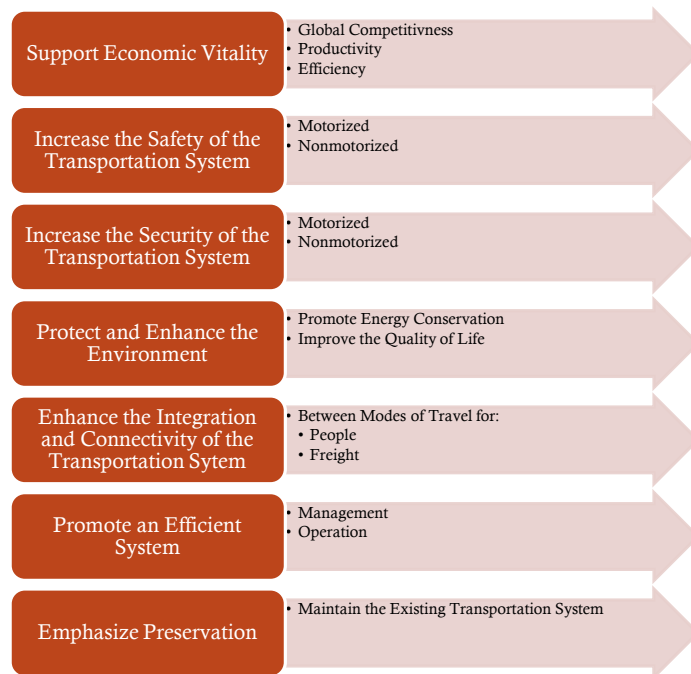 Support Economic Vitality
• Global Competitivness
• Productivity
• Efficiency
Increase the Safety of the
Transportation System
• Motorized
• Nonmotorized
Increase the Security of the
Transportation System
• Motorized
• Nonmotorized
Protect and Enhance the
Environment
• Promote Energy Conservation
• Improve the Quality of Life
Enhance the Integration
and Connectivity of the
Transportation Sytem
• Between Modes of Travel for:
• People
• Freight
Promote an Efficient
System
• Management
• Operation
Emphasize Preservation
• Maintain the Existing Transportation System